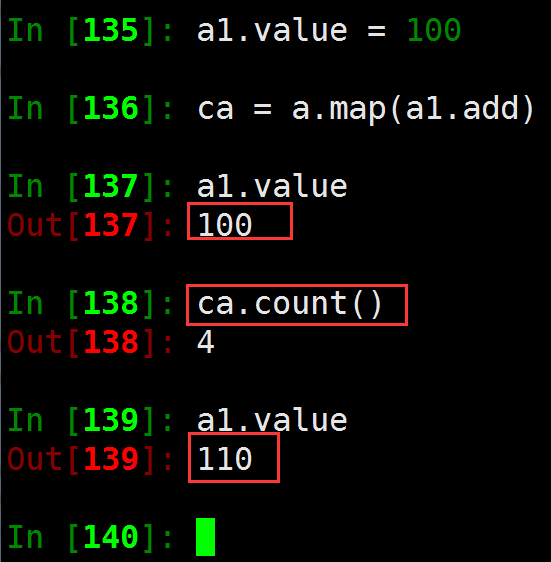 In [135]: a1.value = 100
In [136]: ca = a.map(a1.add)
In [137]: a1.value
Out[137]: 100
In [138]: ca.count()
Out[138]: 4
In [139]: a1.value
Out[139]: 110
In [140]: